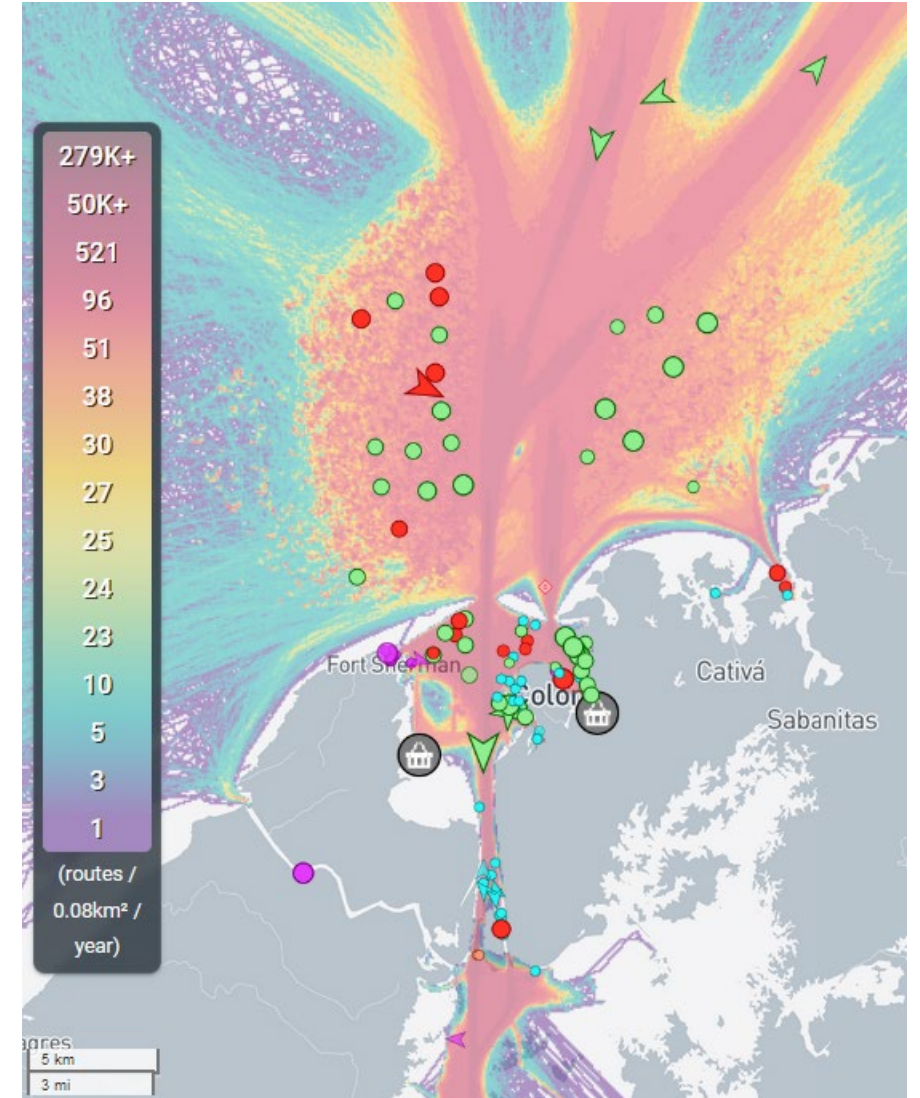 279K+
50K+
521
96
51
38
30
27
25
24
23
10
5
3
1
(routes /
0.08km² /
year)
Fort Sherman
Colón
Cativá
Sabanitas
agres
5 km
3 mi